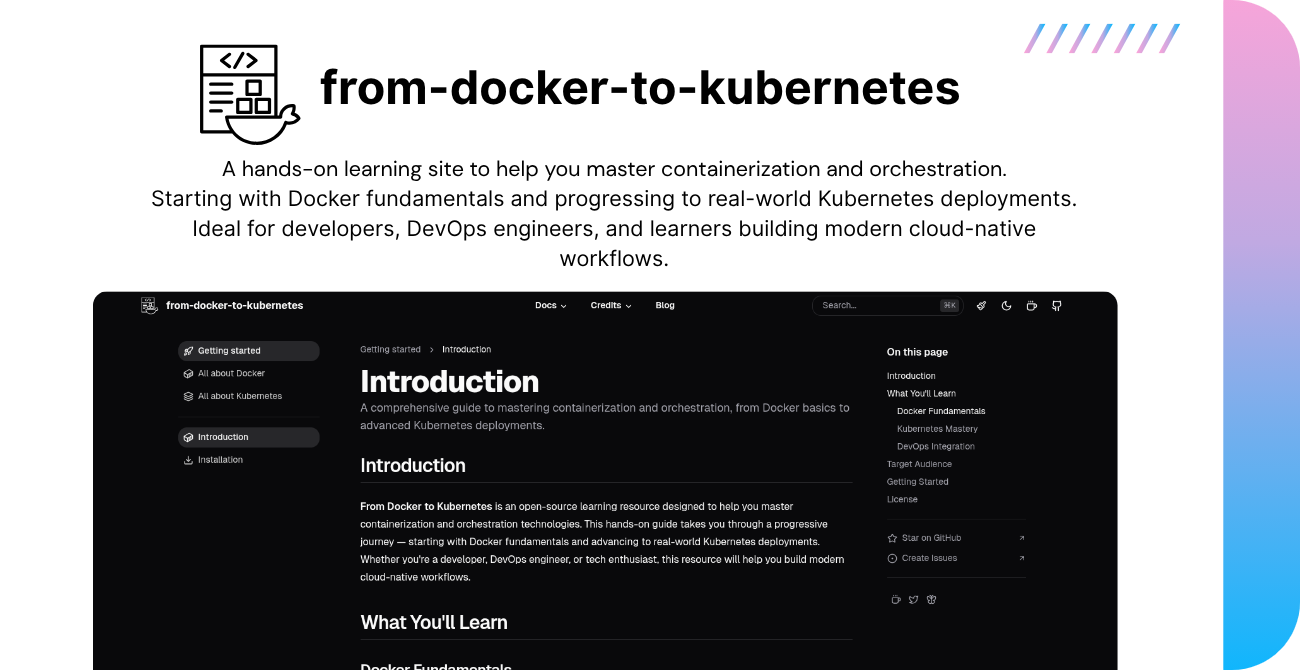 </>
from-docker-to-kubernetes
A hands-on learning site to help you master containerization and orchestration.
Starting with Docker fundamentals and progressing to real-world Kubernetes deployments.
Ideal for developers, DevOps engineers, and learners building modern cloud-native
workflows.
from-docker-to-kubernetes
Docs
Credits
Blog
Search...
⌘K
Getting started
All about Docker
All about Kubernetes
Introduction
Installation
Getting started > Introduction
Introduction
A comprehensive guide to mastering containerization and orchestration, from Docker basics to
advanced Kubernetes deployments.
Introduction
From Docker to Kubernetes is an open-source learning resource designed to help you master
containerization and orchestration technologies. This hands-on guide takes you through a progressive
journey — starting with Docker fundamentals and advancing to real-world Kubernetes deployments.
Whether you're a developer, DevOps engineer, or tech enthusiast, this resource will help you build modern
cloud-native workflows.
What You'll Learn
Docker Fundamentals
On this page
Introduction
What You'll Learn
Docker Fundamentals
Kubernetes Mastery
DevOps Integration
Target Audience
Getting Started
License
Star on GitHub
Create Issues